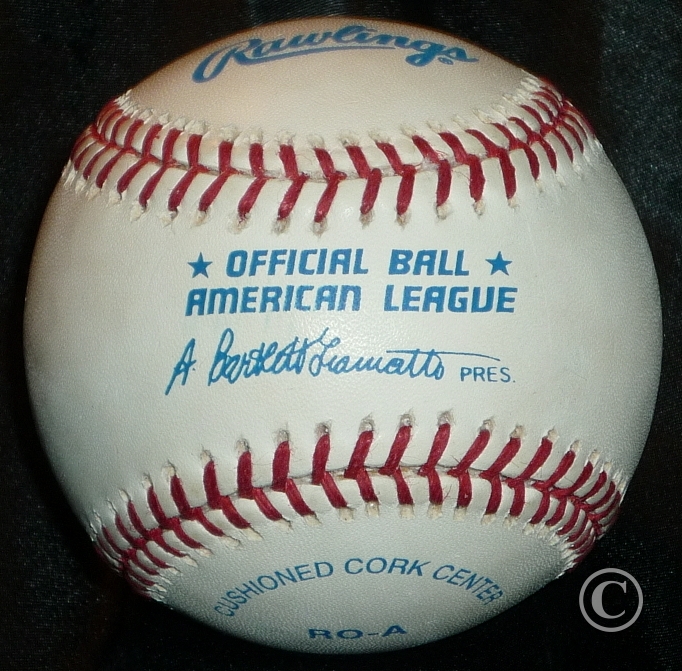 Rawlings®
★ OFFICIAL BALL ★
AMERICAN LEAGUE
A. Bartlett Giamatti PRES.
CUSHIONED CORK CENTER
RO-A
©